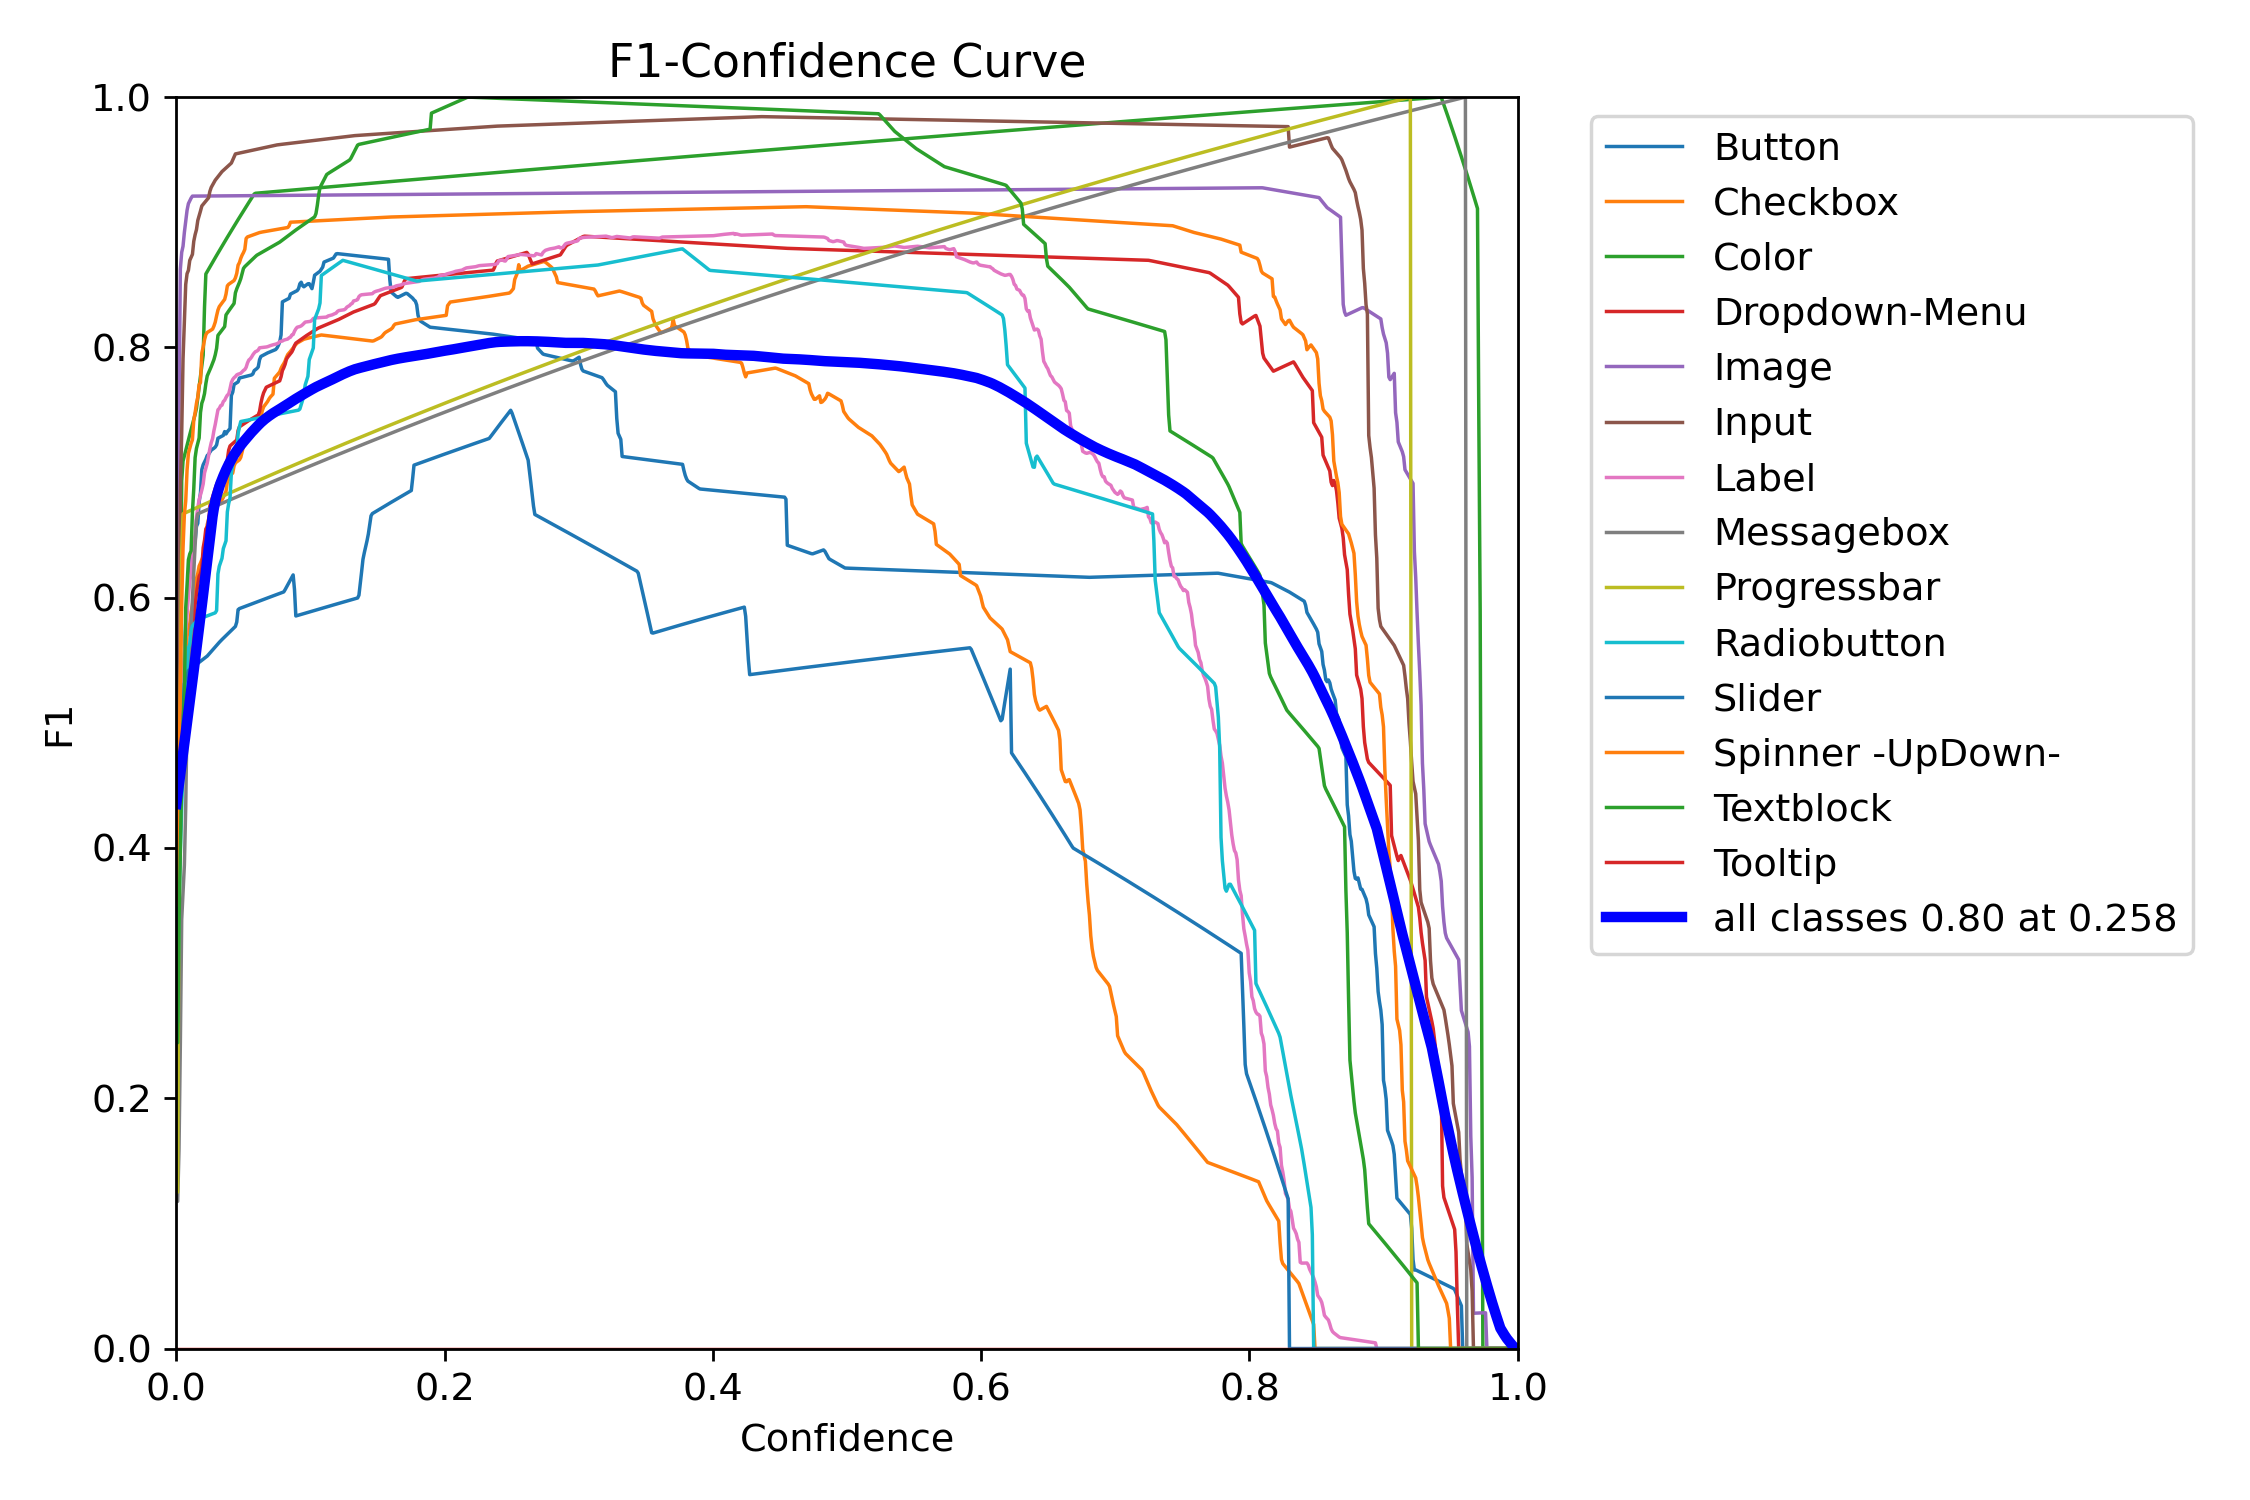 F1-Confidence Curve
1.0
0.8
0.6
0.4
0.2
0.0
F1
0.0 0.2 0.4 0.6 0.8 1.0
Confidence
Button
Checkbox
Color
Dropdown-Menu
Image
Input
Label
Messagebox
Progressbar
Radiobutton
Slider
Spinner -UpDown-
Textblock
Tooltip
all classes 0.80 at 0.258